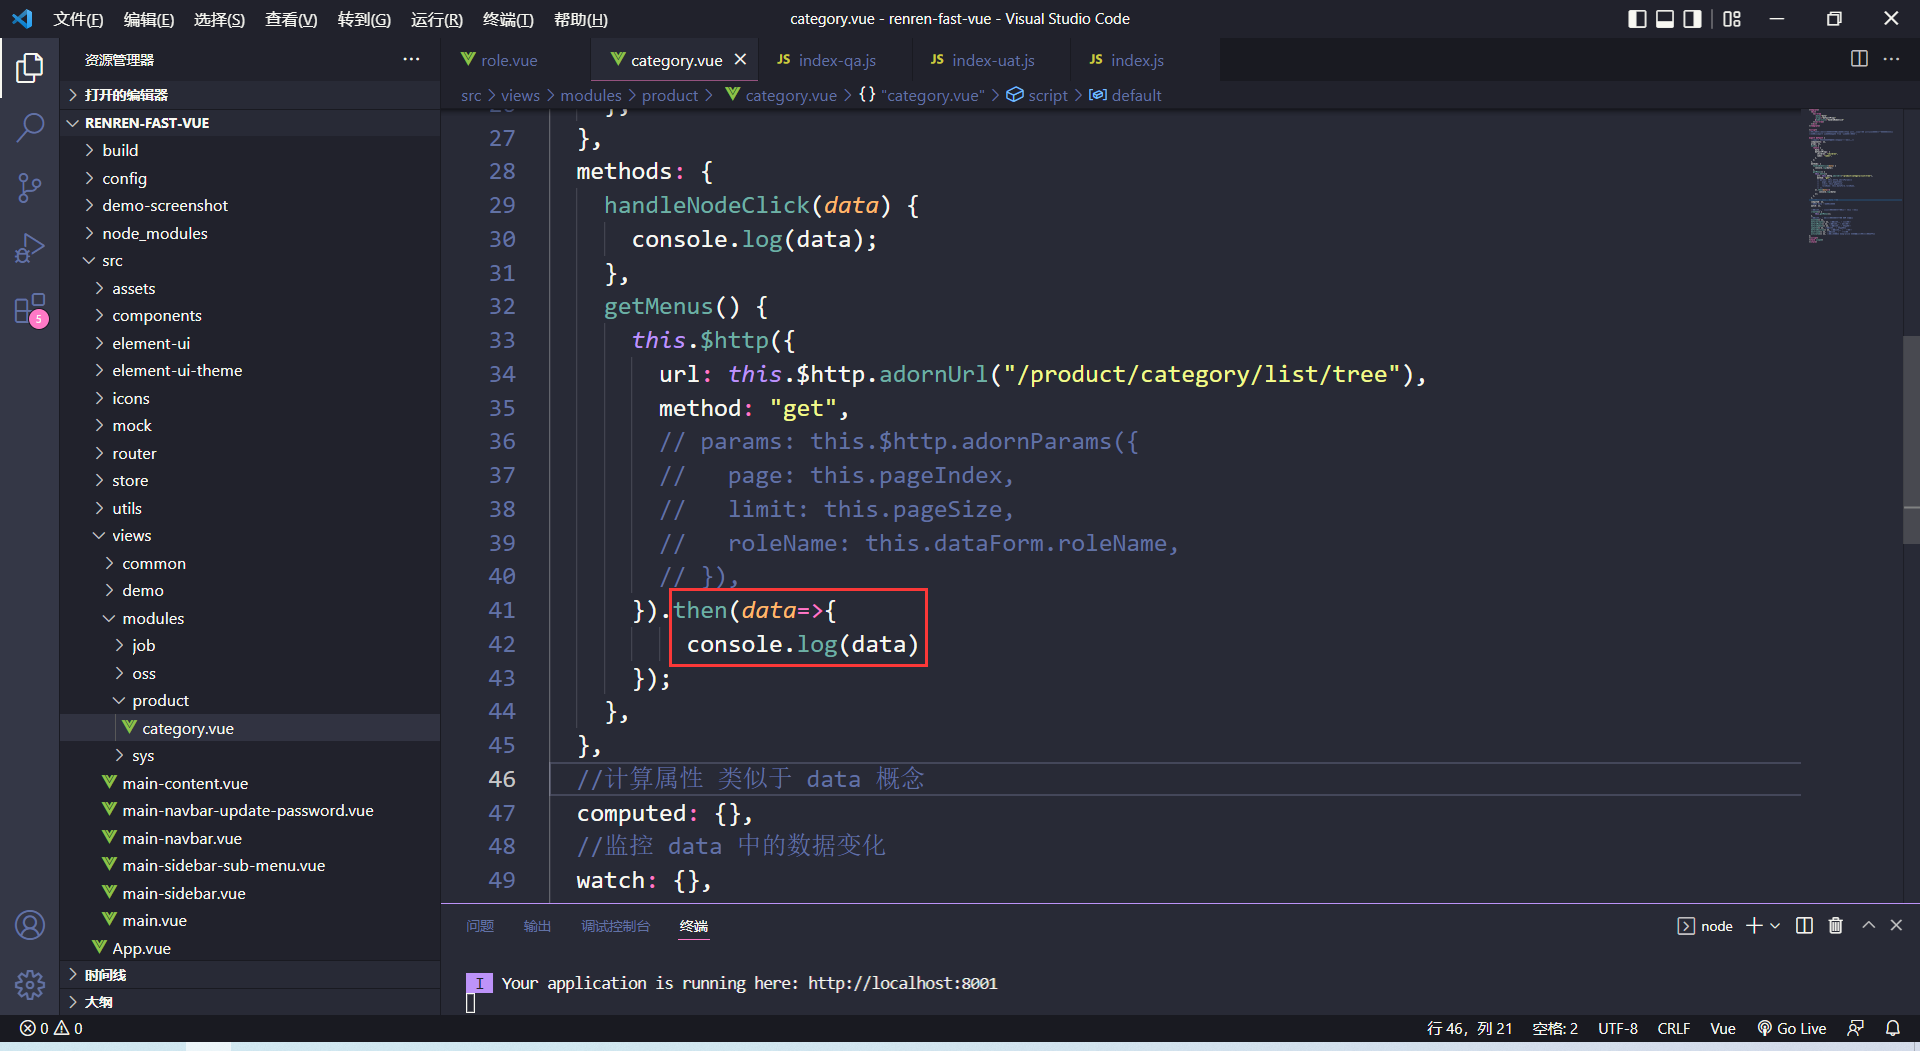 文件(F) 编辑(E) 选择(S) 查看(V) 转到(G) 运行(R) 终端(T) 帮助(H) category.vue - renren-fast-vue - Visual Studio Code
资源管理器
打开的编辑器
RENREN-FAST-VUE
build
config
demo-screenshot
node_modules
src
assets
components
element-ui
element-ui-theme
icons
mock
router
store
utils
views
common
demo
modules
job
oss
product
category.vue
sys
main-content.vue
main-navbar-update-password.vue
main-navbar.vue
main-sidebar-sub-menu.vue
main-sidebar.vue
main.vue
App.vue
时间线
大纲
5
role.vue category.vue JS index-qa.js JS index-uat.js JS index.js
src > views > modules > product > category.vue > {} "category.vue" > script > default
27 },
28 methods: {
29 handleNodeClick(data) {
30 console.log(data);
31 },
32 getMenus() {
33 this.$http({
34 url: this.$http.adornUrl("/product/category/list/tree"),
35 method: "get",
36 // params: this.$http.adornParams({
37 // page: this.pageIndex,
38 // limit: this.pageSize,
39 // roleName: this.dataForm.roleName,
40 // }),
41 }).then(data=>{
42 console.log(data)
43 });
44 },
45 },
46 //计算属性 类似于 data 概念
47 computed: {},
48 //监控 data 中的数据变化
49 watch: {},
问题 输出 调试控制台 终端 node
I Your application is running here: http://localhost:8001
0 0 行 46，列 21 空格: 2 UTF-8 CRLF Vue Go Live